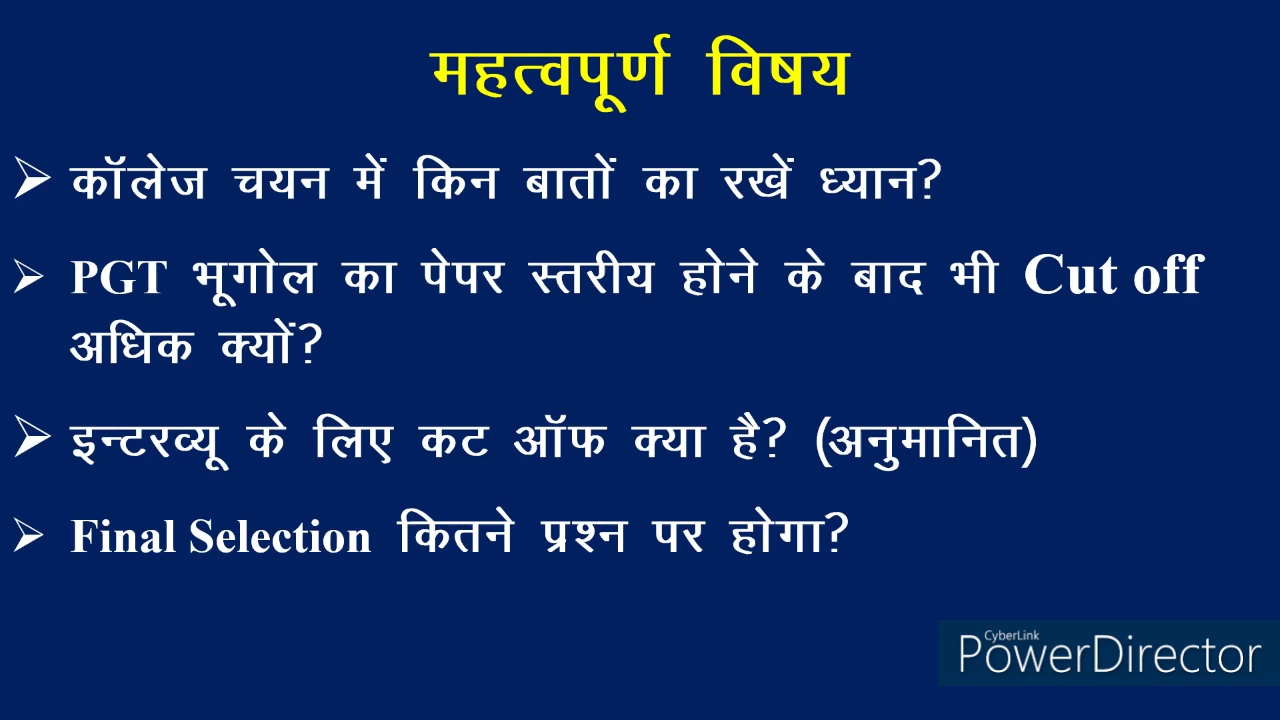 महत्वपूर्ण विषय
➢ कॉलेज चयन में किन बातों का रखें ध्यान?
➢ PGT भूगोल का पेपर स्तरीय होने के बाद भी Cut off
अधिक क्यों?
➢ इन्टरव्यू के लिए कट ऑफ क्या है? (अनुमानित)
➢ Final Selection कितने प्रश्न पर होगा?
CyberLink
PowerDirector